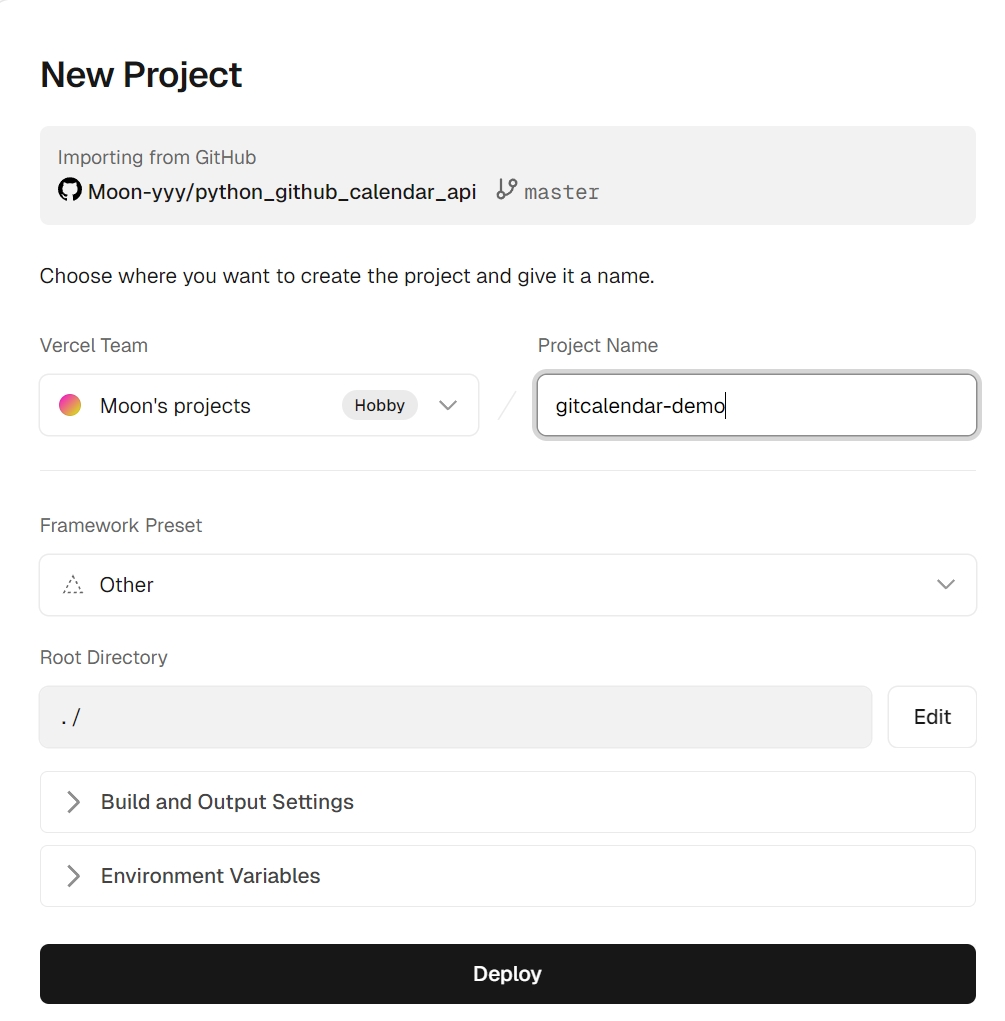 New Project
Importing from GitHub
Moon-yyy/python_github_calendar_api master
Choose where you want to create the project and give it a name.
Vercel Team Project Name
Moon's projects Hobby / gitcalendar-demo
Framework Preset
Other
Root Directory
./ Edit
Build and Output Settings
Environment Variables
Deploy